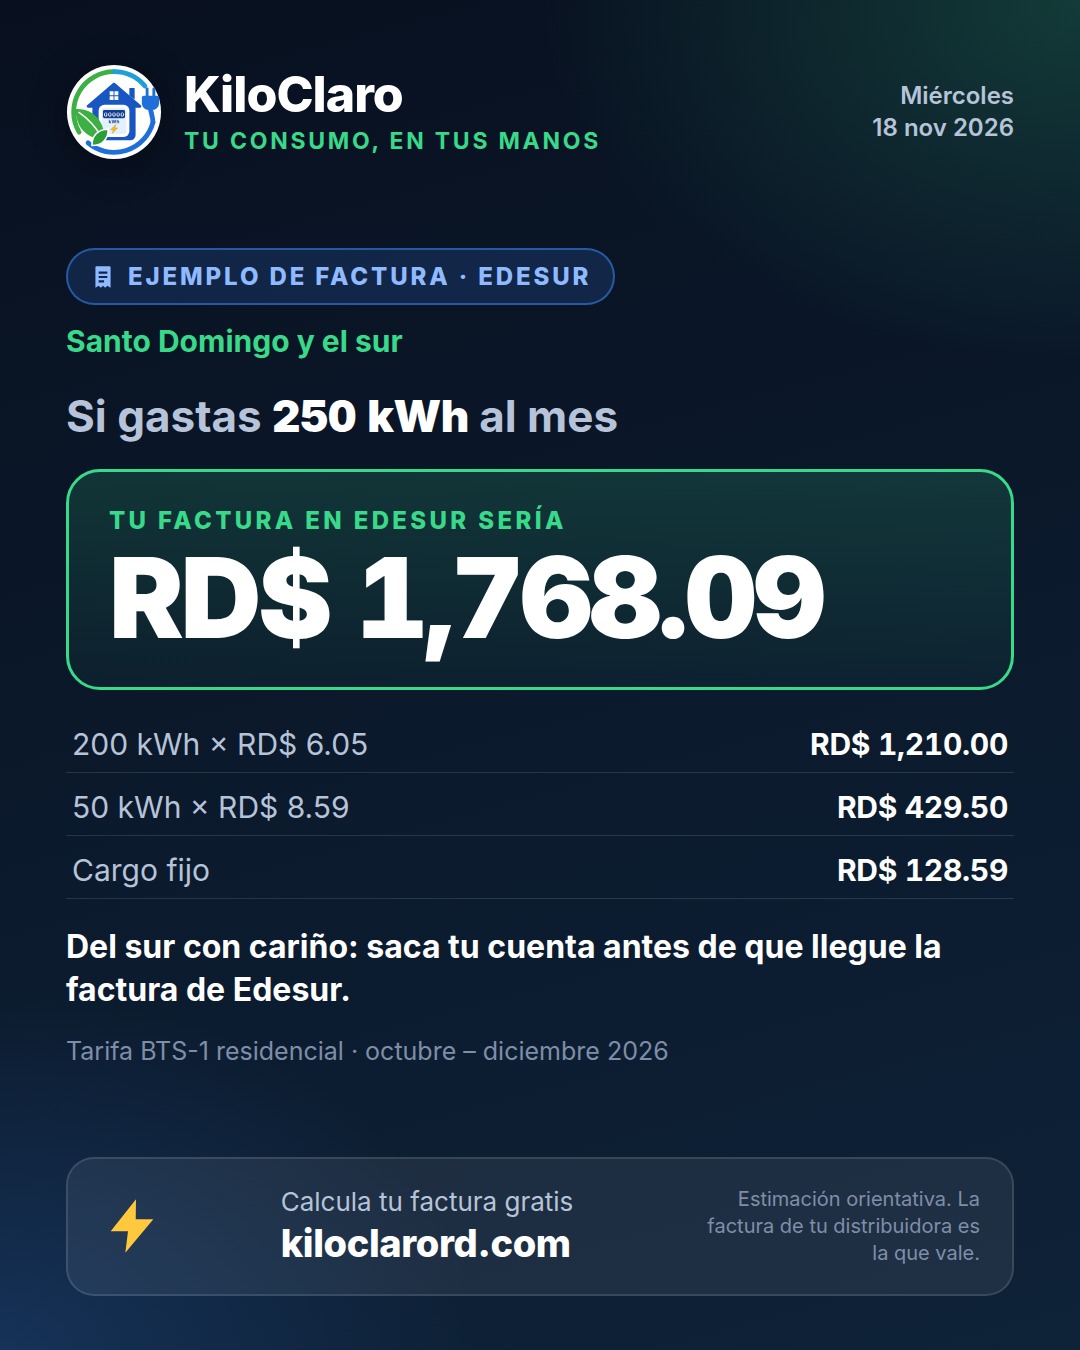 KiloClaro
TU CONSUMO, EN TUS MANOS
Miércoles
18 nov 2026
EJEMPLO DE FACTURA · EDESUR
Santo Domingo y el sur
Si gastas 250 kWh al mes
TU FACTURA EN EDESUR SERÍA
RD$ 1,768.09
200 kWh × RD$ 6.05 RD$ 1,210.00
50 kWh × RD$ 8.59 RD$ 429.50
Cargo fijo RD$ 128.59
Del sur con cariño: saca tu cuenta antes de que llegue la
factura de Edesur.
Tarifa BTS-1 residencial · octubre – diciembre 2026
Calcula tu factura gratis
kiloclarord.com
Estimación orientativa. La
factura de tu distribuidora es
la que vale.